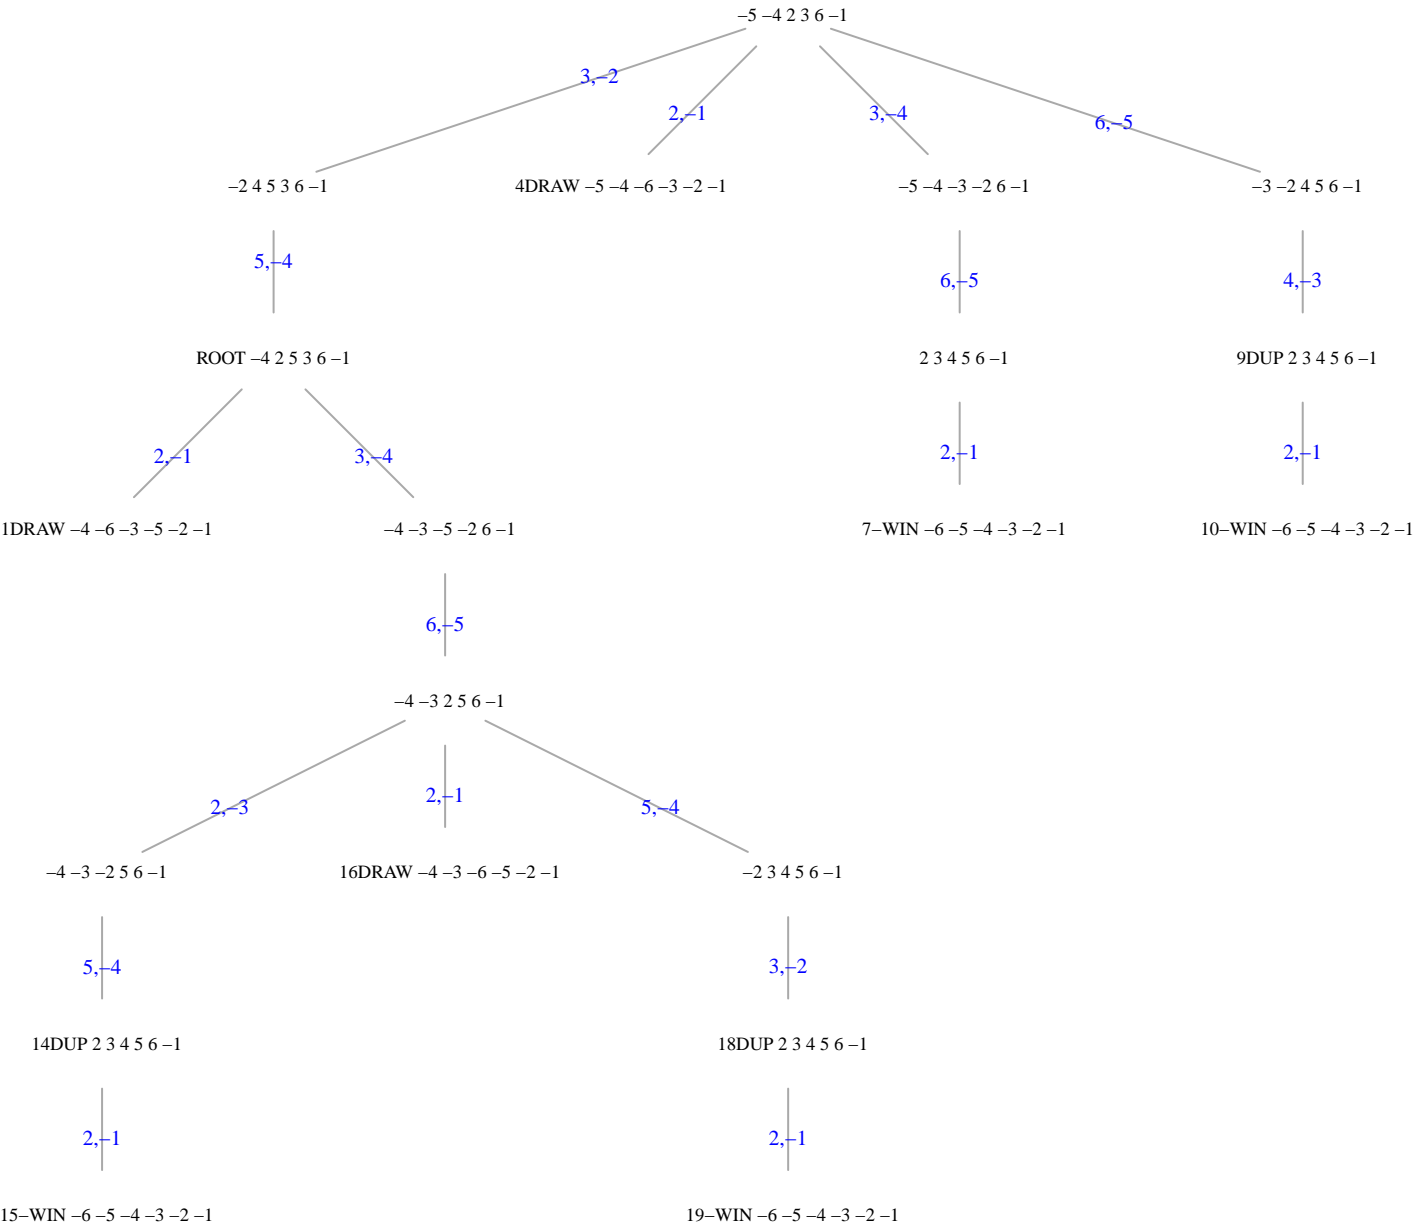 –5 –4 2 3 6 –1
3,–2
2,–1
3,–4
6,–5
–2 4 5 3 6 –1
4DRAW –5 –4 –6 –3 –2 –1
–5 –4 –3 –2 6 –1
–3 –2 4 5 6 –1
5,–4
6,–5
4,–3
ROOT –4 2 5 3 6 –1
2 3 4 5 6 –1
9DUP 2 3 4 5 6 –1
2,–1
3,–4
2,–1
2,–1
1DRAW –4 –6 –3 –5 –2 –1
–4 –3 –5 –2 6 –1
7–WIN –6 –5 –4 –3 –2 –1
10–WIN –6 –5 –4 –3 –2 –1
6,–5
–4 –3 2 5 6 –1
2,–3
2,–1
5,–4
–4 –3 –2 5 6 –1
16DRAW –4 –3 –6 –5 –2 –1
–2 3 4 5 6 –1
5,–4
3,–2
14DUP 2 3 4 5 6 –1
18DUP 2 3 4 5 6 –1
2,–1
2,–1
15–WIN –6 –5 –4 –3 –2 –1
19–WIN –6 –5 –4 –3 –2 –1